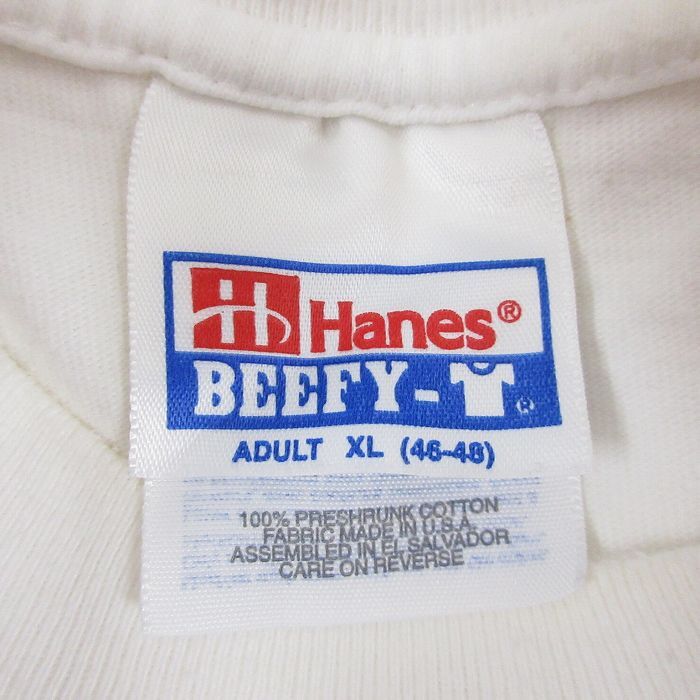 H Hanes®
BEEFY-T®
ADULT XL (46-48)
100% PRESHRUNK COTTON
FABRIC MADE IN U.S.A.
ASSEMBLED IN EL SALVADOR
CARE ON REVERSE